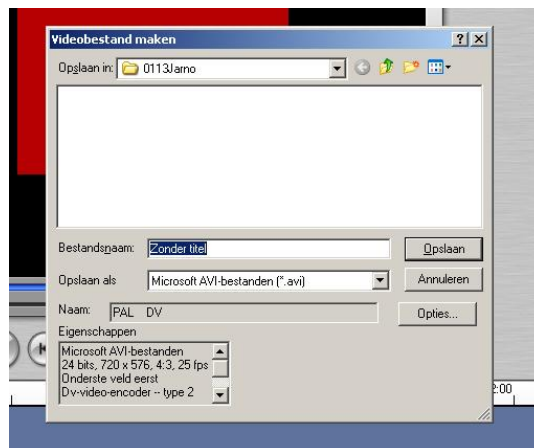 Videobestand maken
Opslaan in: 0113Jarno
Bestandsnaam: Zonder titel
Opslaan
Opslaan als Microsoft AVI-bestanden (*.avi)
Annuleren
Naam: PAL DV
Opties...
Eigenschappen
Microsoft AVI-bestanden
24 bits, 720 x 576, 4:3, 25 fps
Onderste veld eerst
Dv-video-encoder -- type 2
2:00